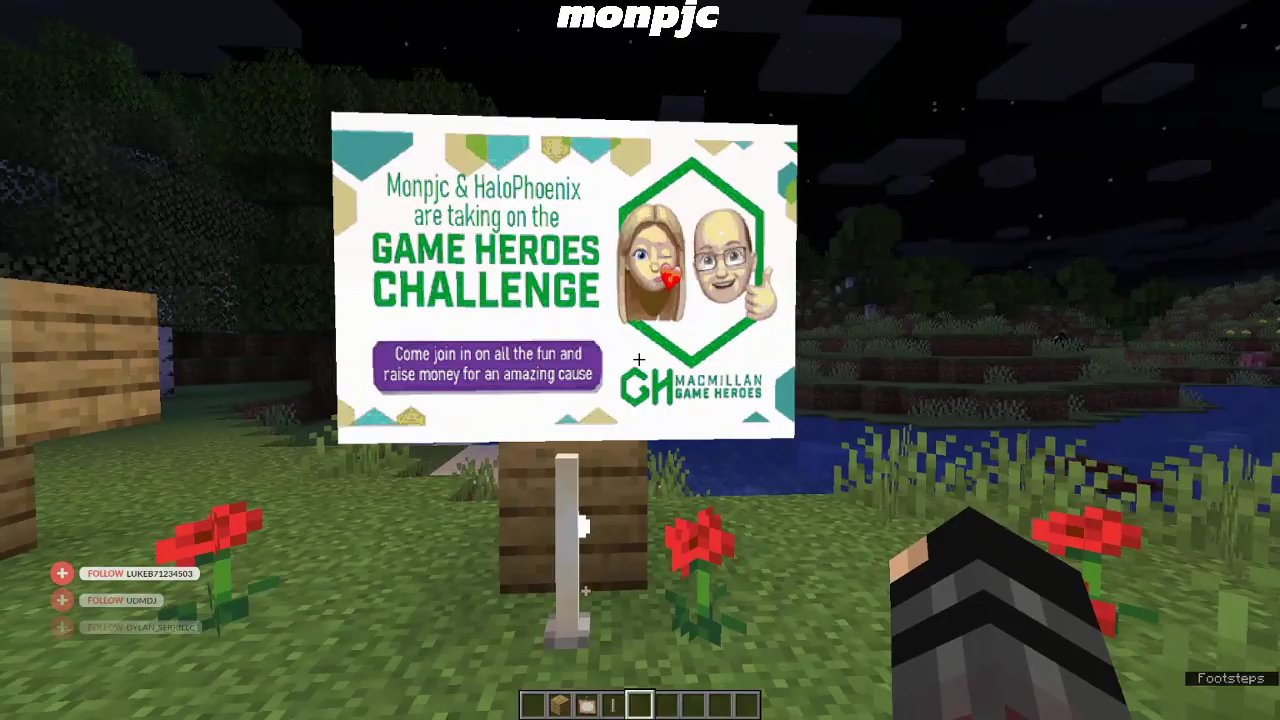 monpjc
Monpjc & HaloPhoenix
are taking on the
GAME HEROES
CHALLENGE
Come join in on all the fun and
raise money for an amazing cause
GH MACMILLAN
GAME HEROES
FOLLOW LUKEB71234503
FOLLOW UDMDJ
FOLLOW
Footsteps